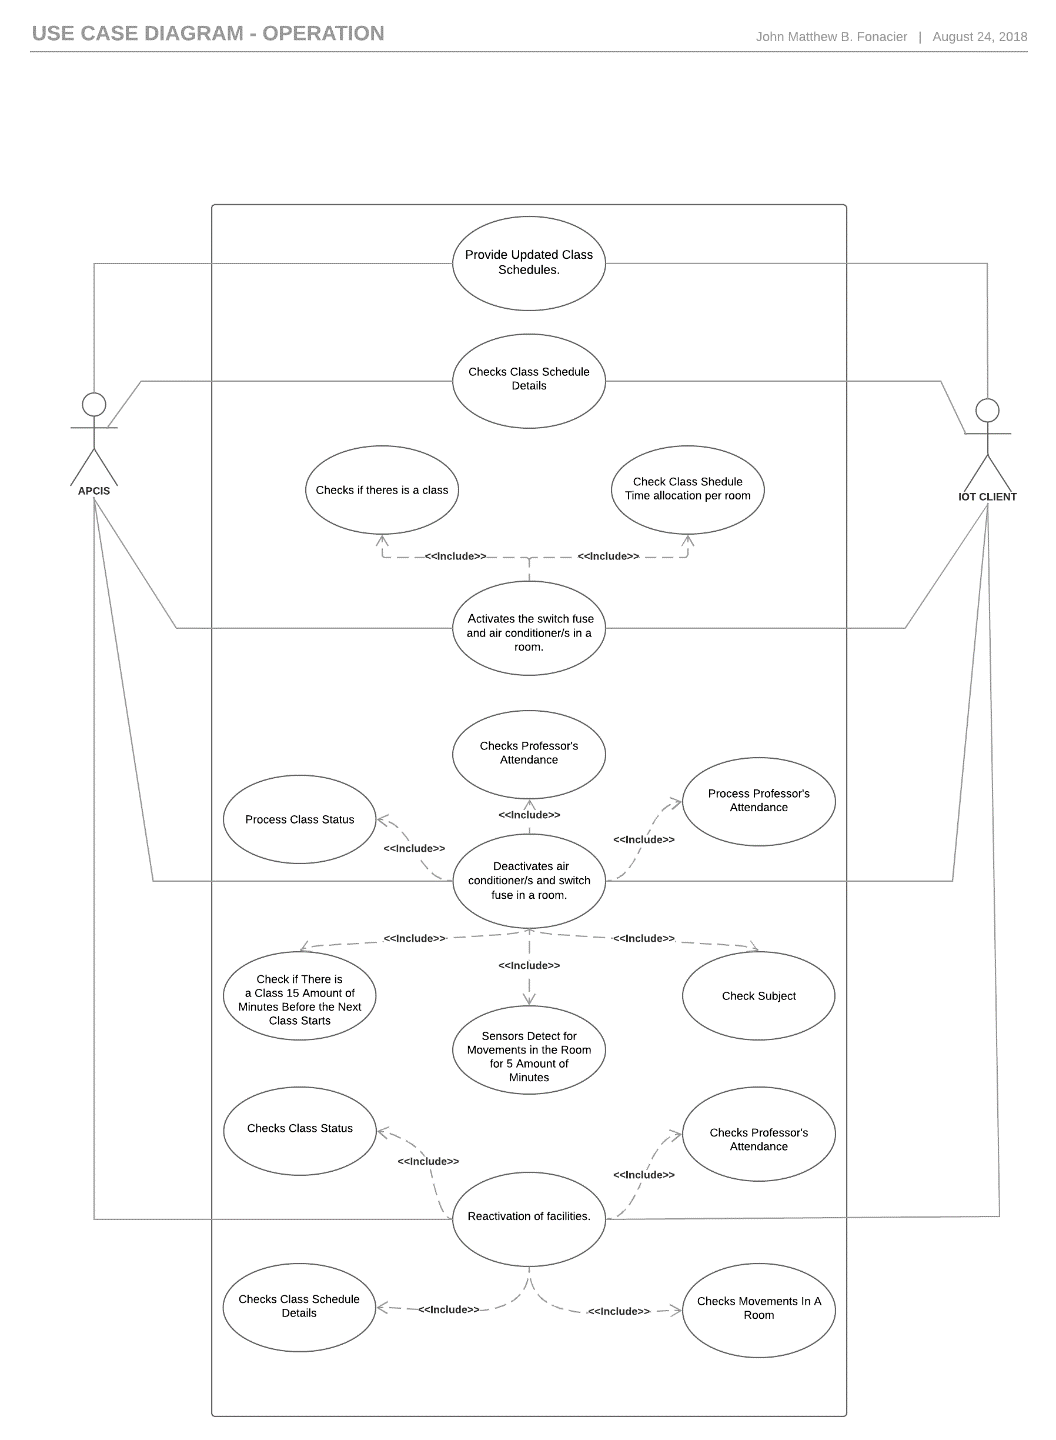 USE CASE DIAGRAM - OPERATION
John Matthew B. Fonacier | August 24, 2018
Provide Updated Class
Schedules.
Checks Class Schedule
Details
APCIS
IOT CLIENT
Checks if theres is a class
Check Class Shedule
Time allocation per room
<<Include>>
<<Include>>
Activates the switch fuse
and air conditioner/s in a
room.
Checks Professor's
Attendance
Process Class Status
Process Professor's
Attendance
<<Include>>
<<Include>>
<<Include>>
Deactivates air
conditioner/s and switch
fuse in a room.
<<Include>>
<<Include>>
<<Include>>
Check if There is
a Class 15 Amount of
Minutes Before the Next
Class Starts
Check Subject
Sensors Detect for
Movements in the Room
for 5 Amount of
Minutes
Checks Class Status
Checks Professor's
Attendance
<<Include>>
<<Include>>
Reactivation of facilities.
Checks Class Schedule
Details
<<Include>>
<<Include>>
Checks Movements In A
Room